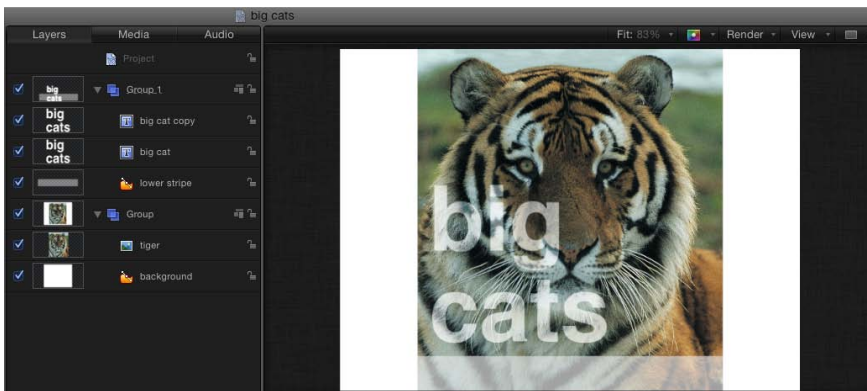 big cats
Layers Media Audio
Fit: 83% Render View
Project
big
cats
Group 1
big
cats
big cat copy
big
cats
big cat
lower stripe
Group
tiger
background
big
cats